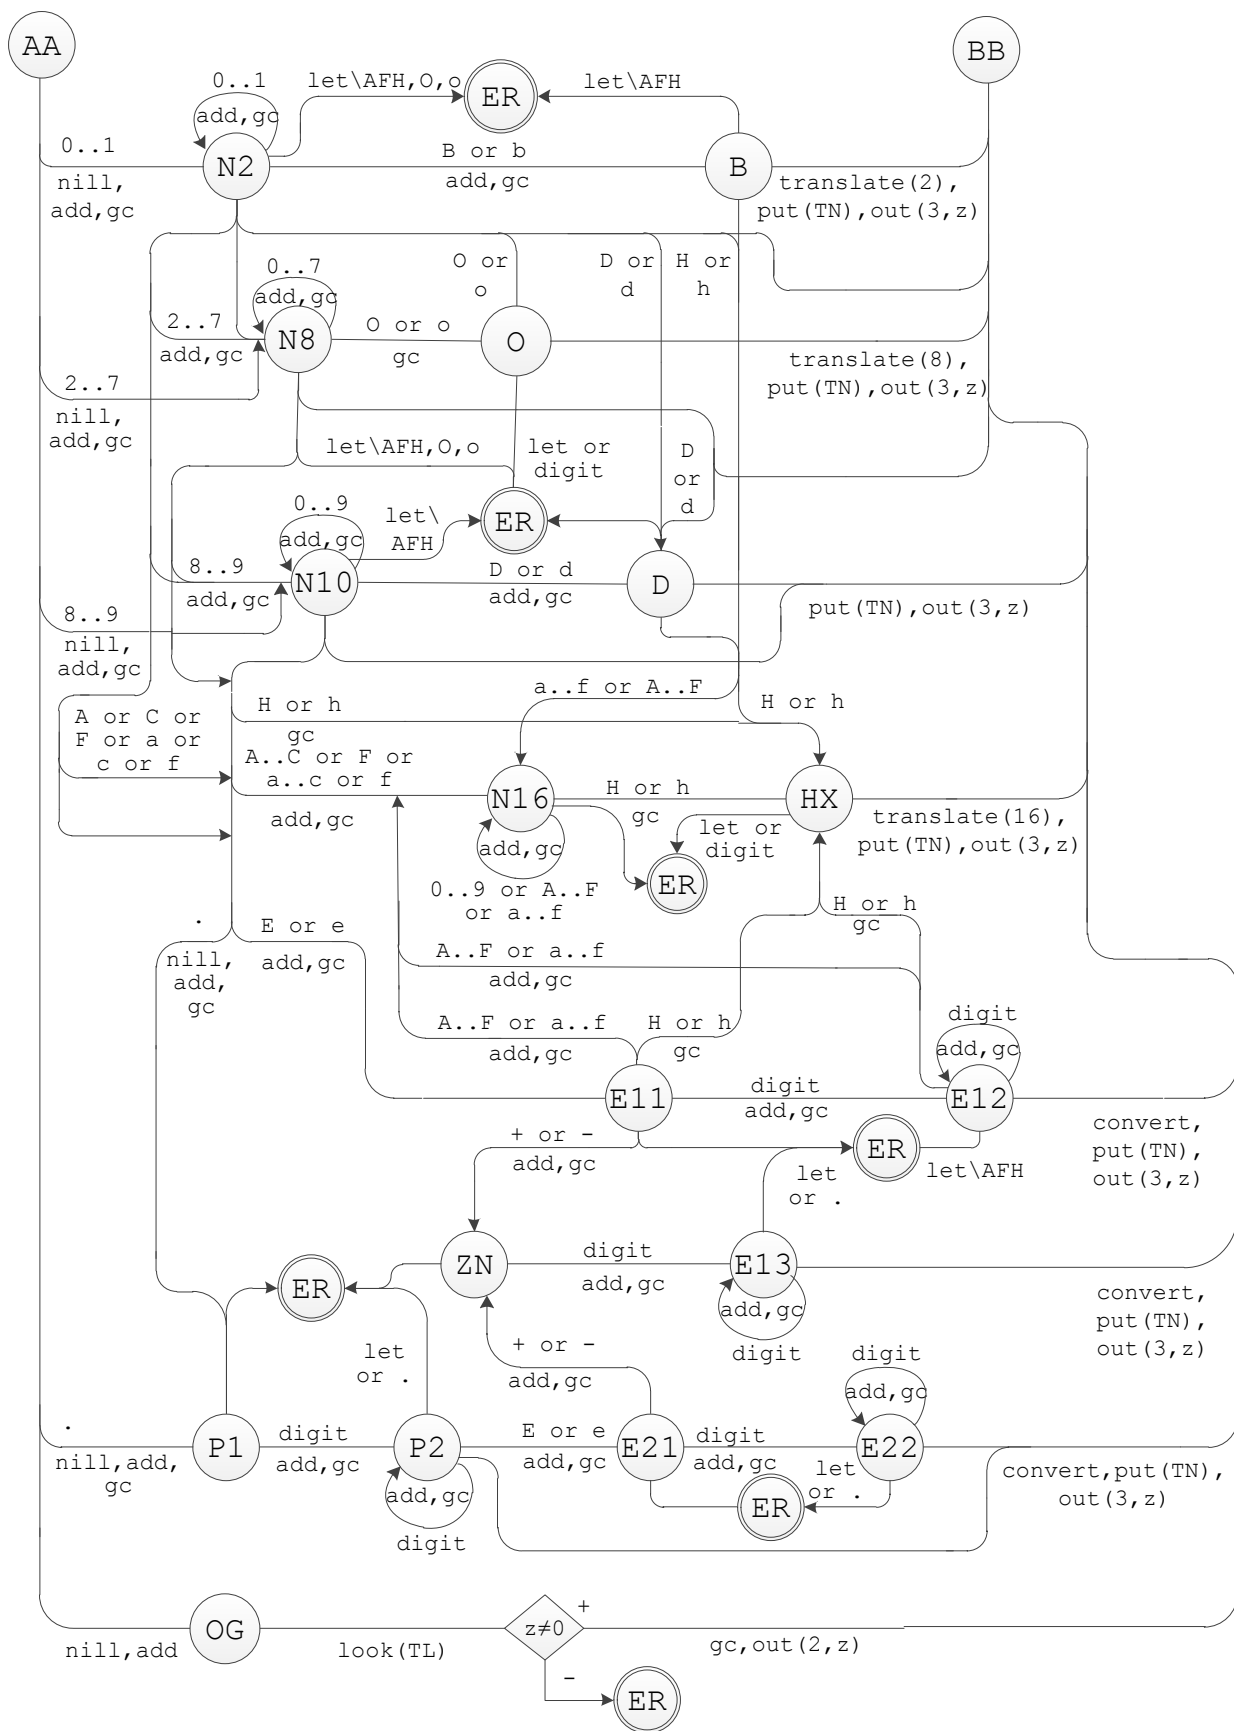 AA
BB
0..1
let\AFH,O,o
ER
let\AFH
add,gc
0..1
N2
B or b
B
nill,
add,gc
add,gc
translate(2),
put(TN),out(3,z)
O or
o
D or
d
H or
h
0..7
add,gc
2..7
N8
O or o
O
add,gc
gc
translate(8),
put(TN),out(3,z)
2..7
nill,
add,gc
let\AFH,O,o
let or
digit
D
or
d
0..9
let\
AFH
ER
add,gc
8..9
N10
D or d
D
add,gc
add,gc
put(TN),out(3,z)
8..9
nill,
add,gc
a..f or A..F
H or h
gc
H or h
A or C or
F or a or
c or f
A..C or F or
a..c or f
add,gc
N16
H or h
gc
HX
translate(16),
put(TN),out(3,z)
add,gc
let or
digit
0..9 or A..F
or a..f
ER
.
nill,
add,
gc
E or e
add,gc
H or h
gc
A..F or a..f
add,gc
A..F or a..f
add,gc
H or h
gc
digit
add,gc
E11
digit
add,gc
E12
+ or -
add,gc
ER
let\AFH
convert,
put(TN),
out(3,z)
let
or .
ZN
digit
add,gc
E13
ER
add,gc
digit
convert,
put(TN),
out(3,z)
let
or .
+ or -
add,gc
digit
add,gc
.
nill,add,
gc
P1
digit
add,gc
P2
E or e
add,gc
E21
digit
add,gc
E22
add,gc
digit
let
or .
ER
convert,put(TN),
out(3,z)
nill,add
OG
look(TL)
z≠0
+
gc,out(2,z)
-
ER